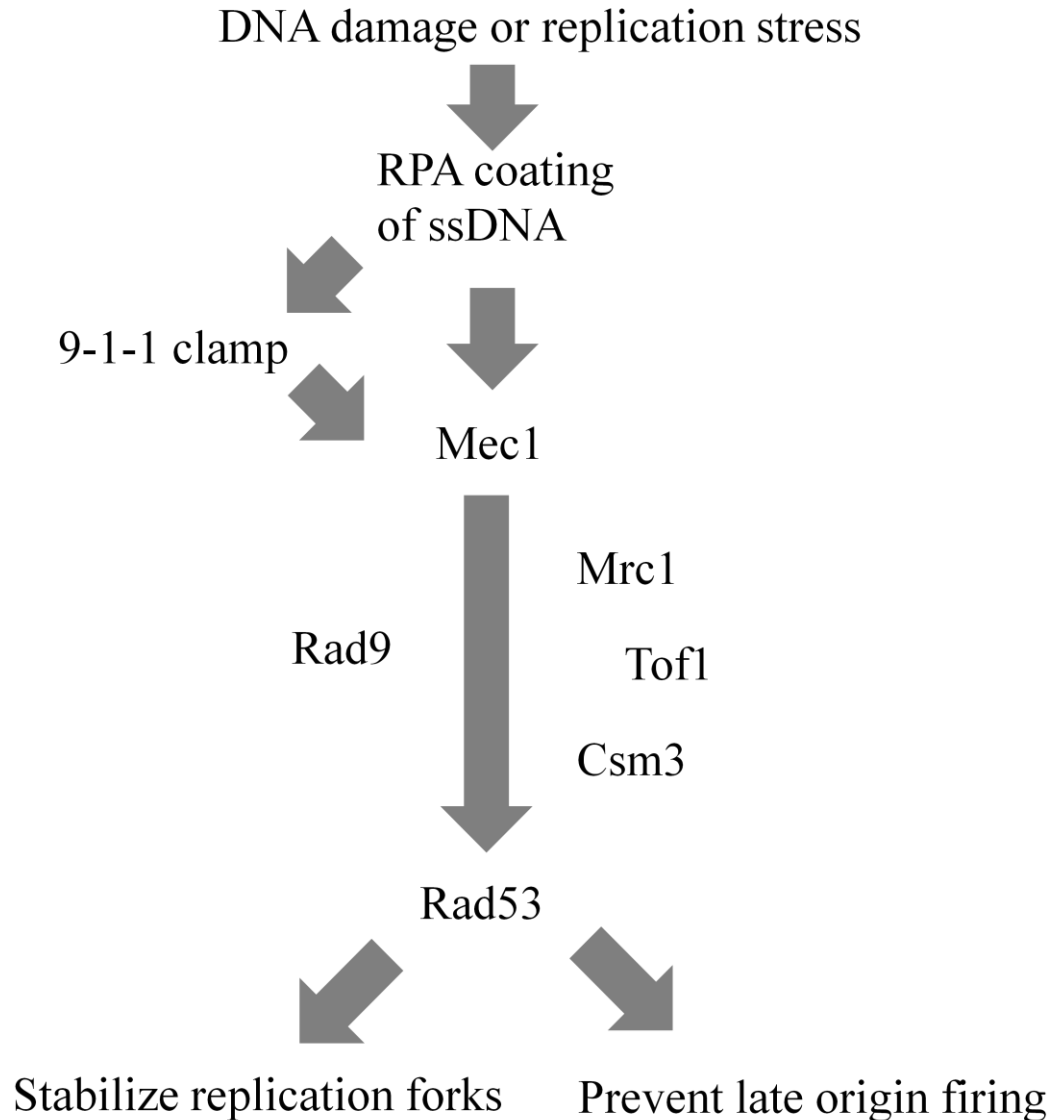 DNA damage or replication stress
RPA coating
of ssDNA
9-1-1 clamp
Mec1
Mrc1
Rad9
Tof1
Csm3
Rad53
Stabilize replication forks
Prevent late origin firing